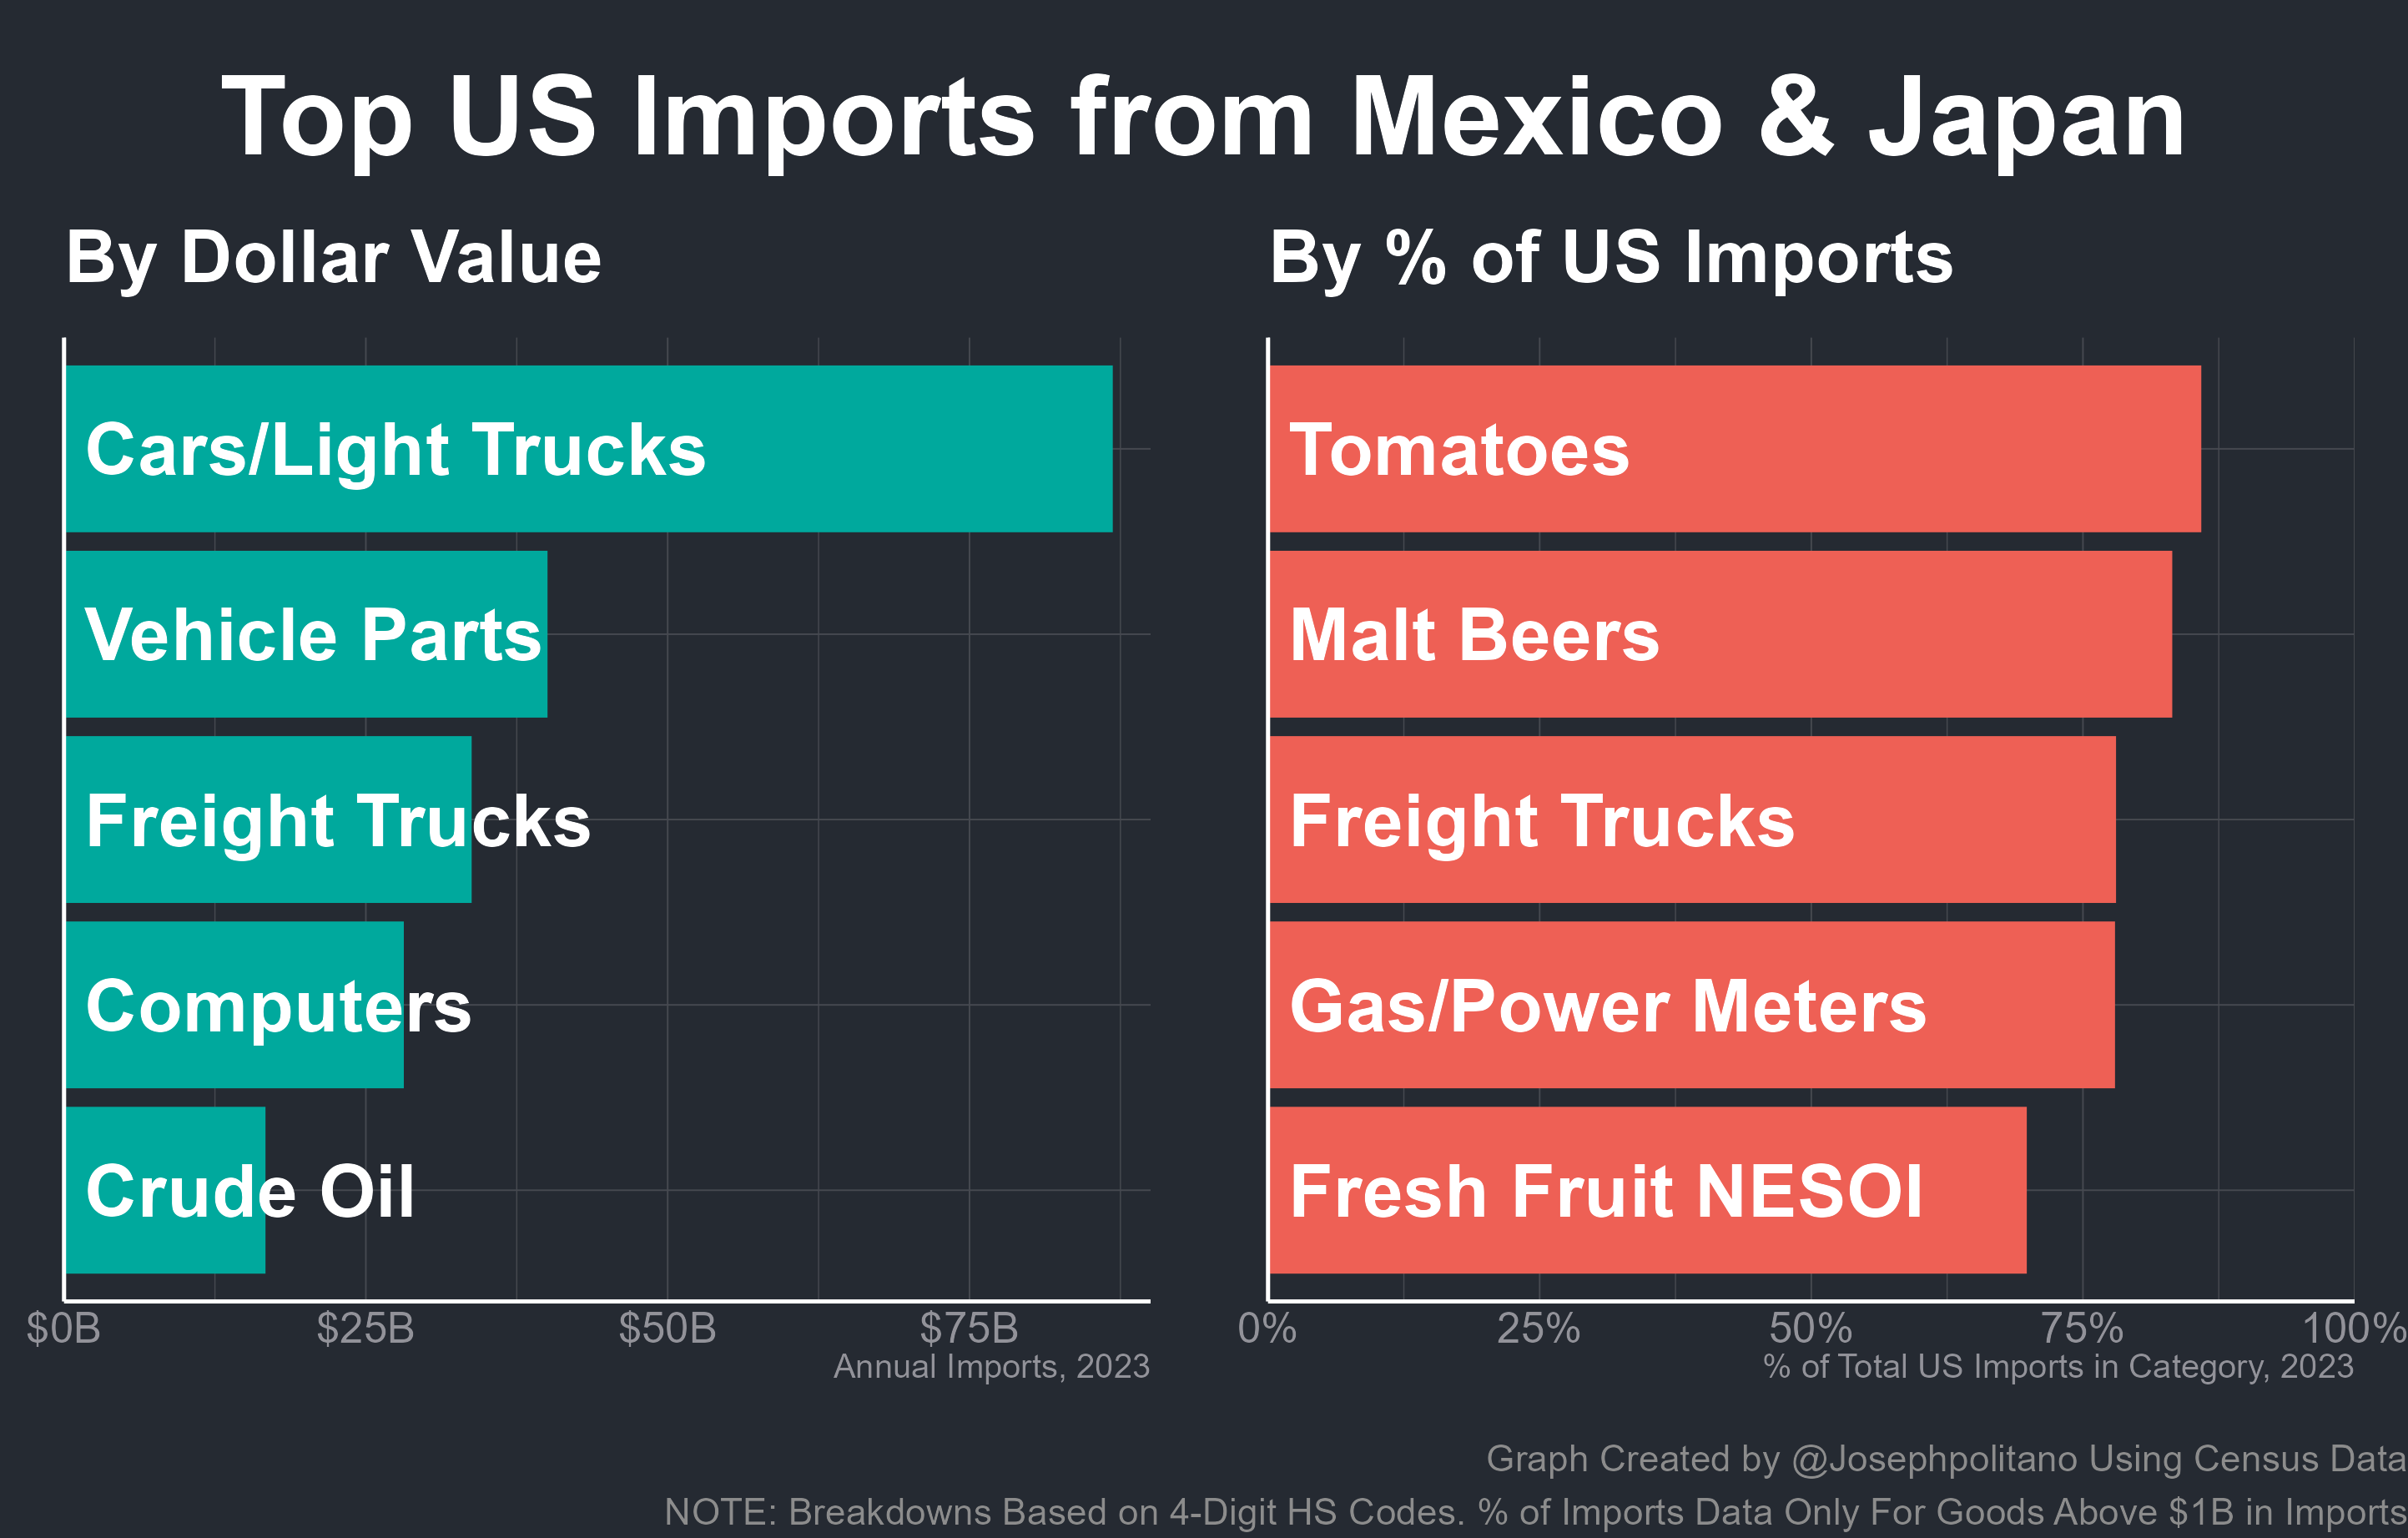 Top US Imports from Mexico & Japan
By Dollar Value
Cars/Light Trucks
Vehicle Parts
Freight Trucks
Computers
Crude Oil
$0B $25B $50B $75B
Annual Imports, 2023
By % of US Imports
Tomatoes
Malt Beers
Freight Trucks
Gas/Power Meters
Fresh Fruit NESOI
0% 25% 50% 75% 100%
% of Total US Imports in Category, 2023
Graph Created by @Josephpolitano Using Census Data
NOTE: Breakdowns Based on 4-Digit HS Codes. % of Imports Data Only For Goods Above $1B in Imports